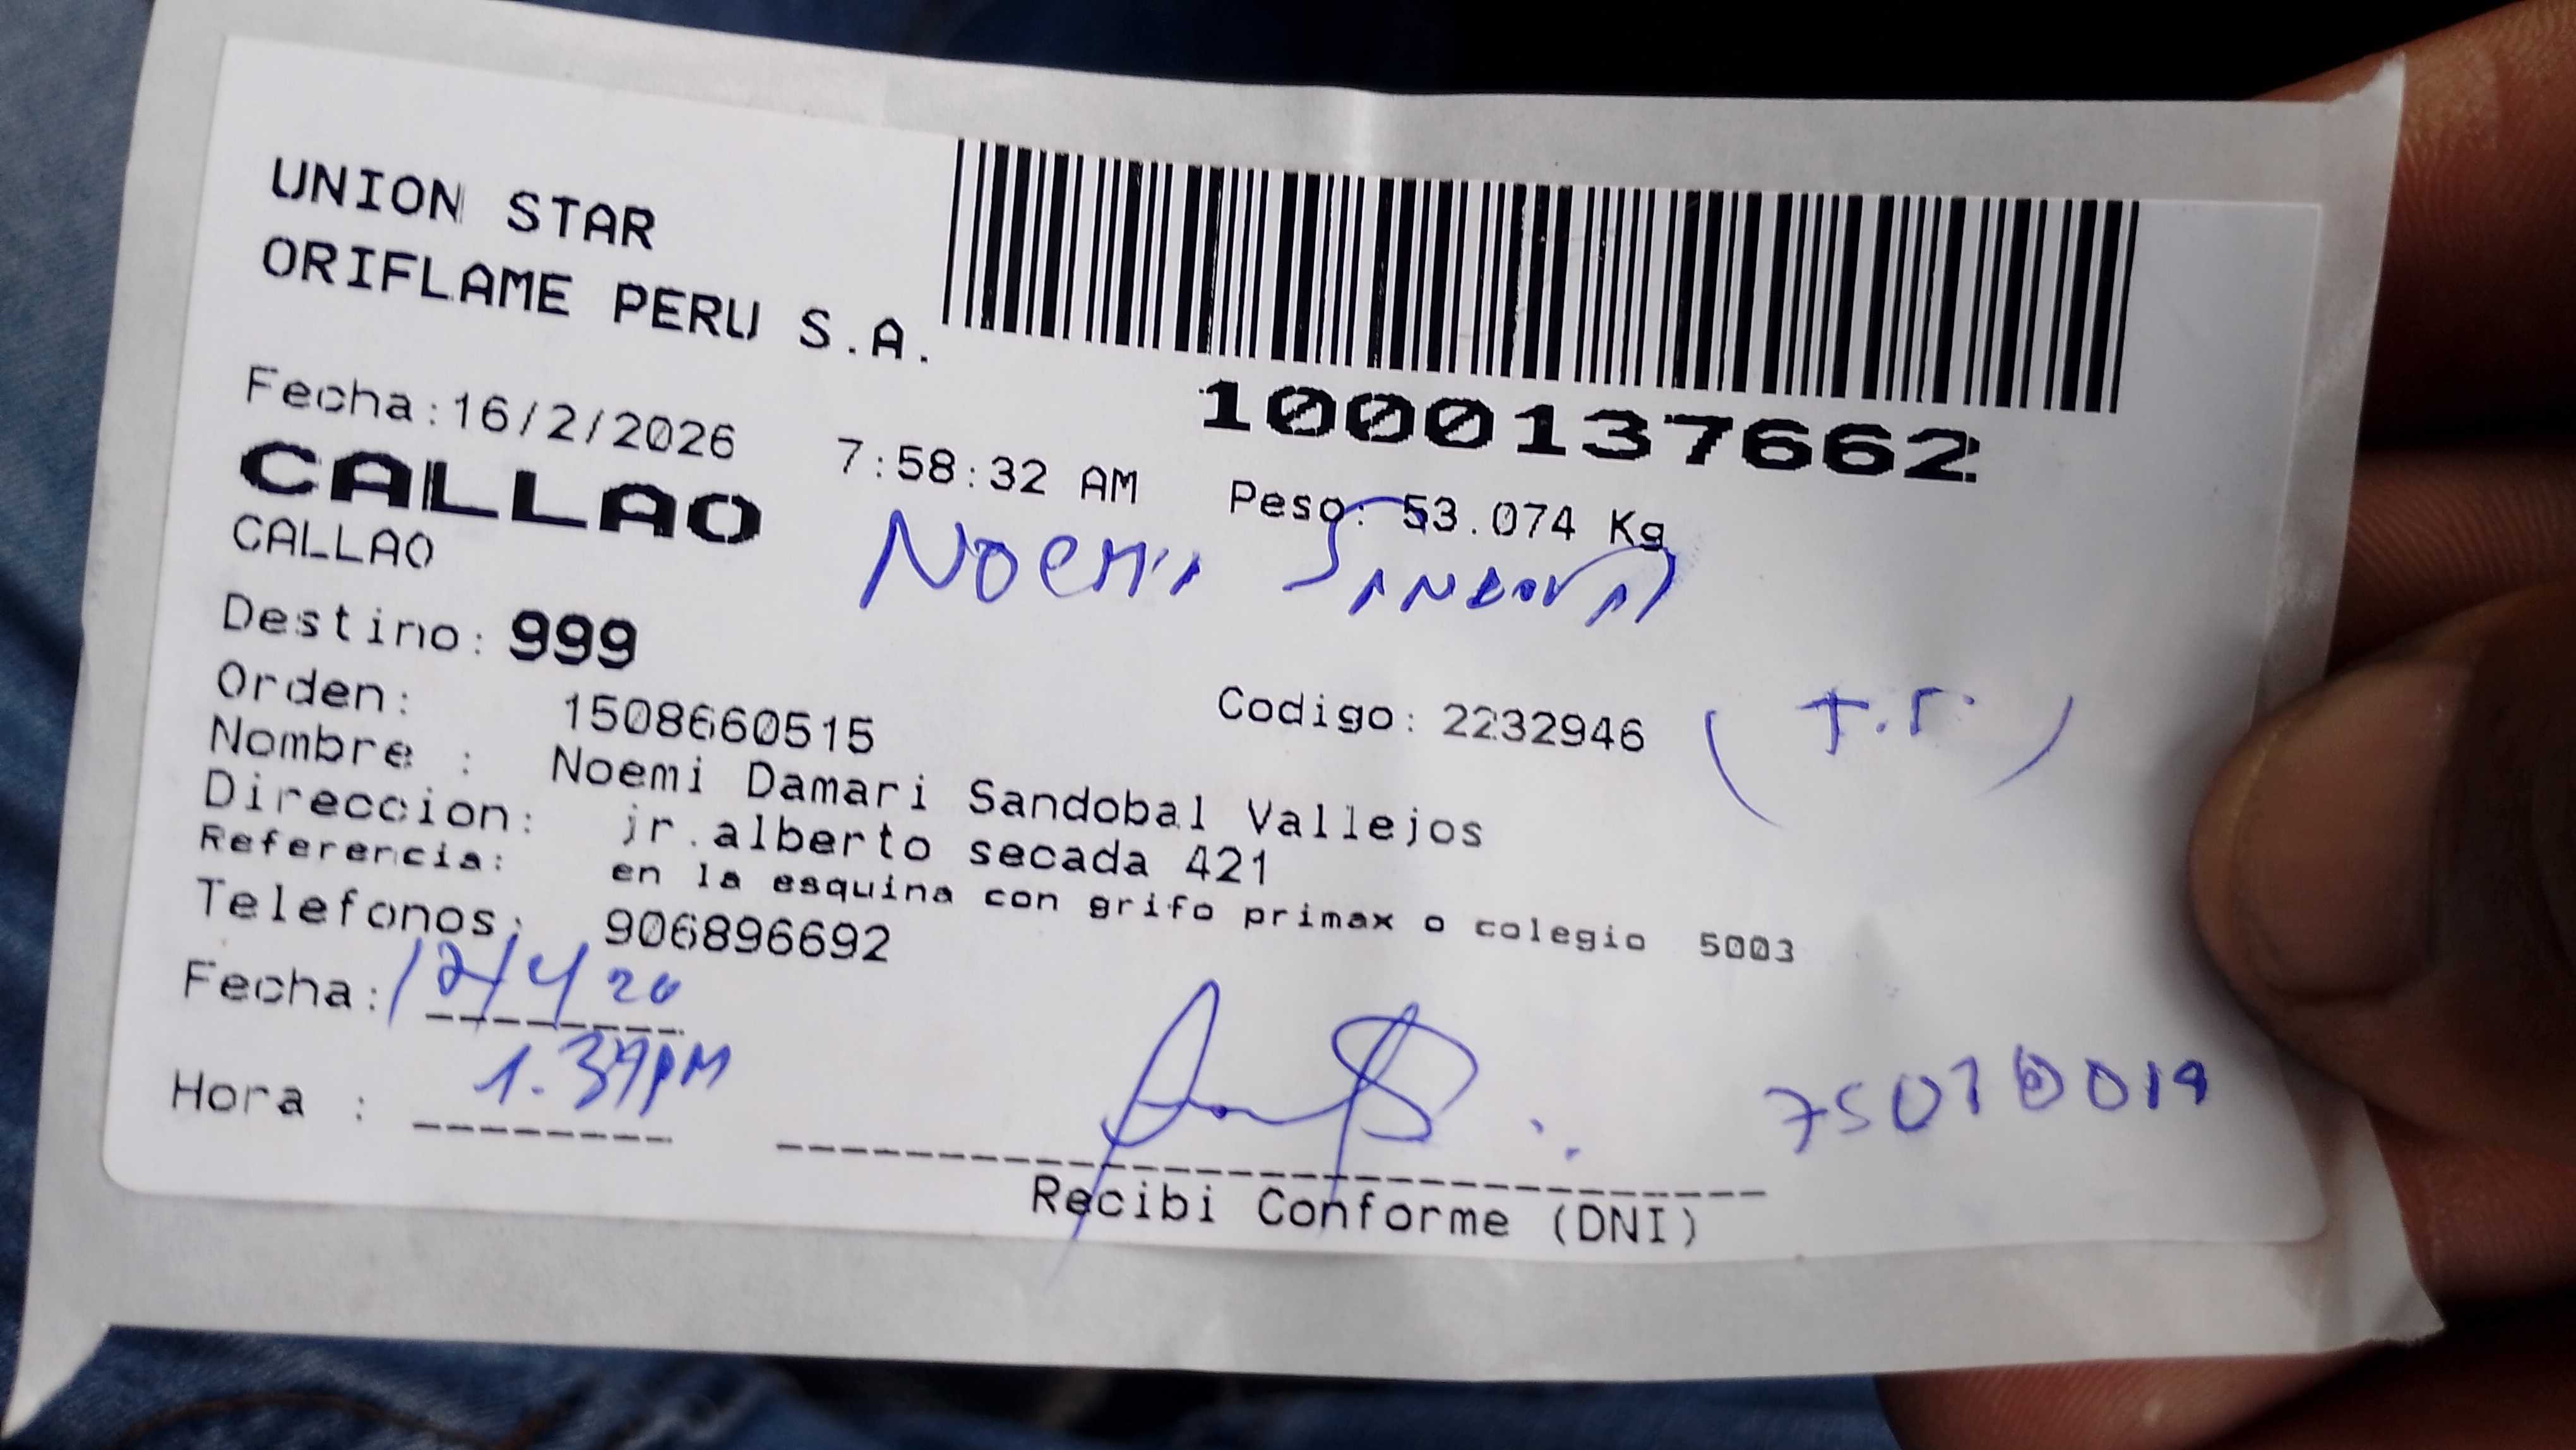 UNION STAR
ORIFLAME PERU S.A.
1000137662
Fecha:16/2/2026 7:58:32 AM Peso: 53.074 Kg
CALLAO
CALLAO
Noemi Sandoval
Destino: 999
Orden: 1508660515 Codigo: 2232946 (T.T.)
Nombre : Noemi Damari Sandobal Vallejos
Direccion: jr.alberto secada 421
Referencia: en la esquina con grifo primax o colegio 5003
Telefonos: 906896692
Fecha:
Hora : 1.39PM
Recibi Conforme (DNI)